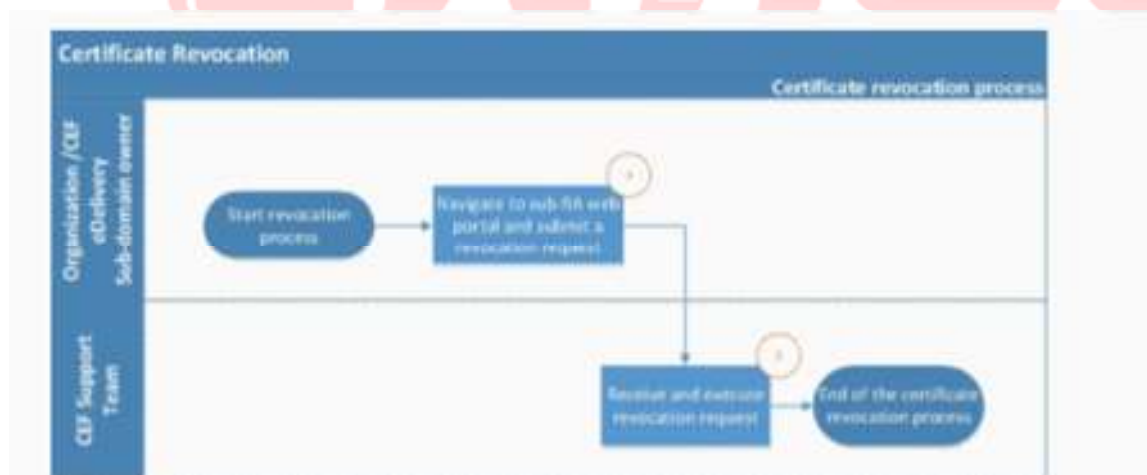 Certificate Revocation
Certificate revocation process
Organization /CEF
eDelivery
Sub-domain owner
Start revocation
process
Navigate to sub RA web
portal and submit a
revocation request
CEF Support
Team
Receive and execute
revocation request
End of the certificate
revocation process